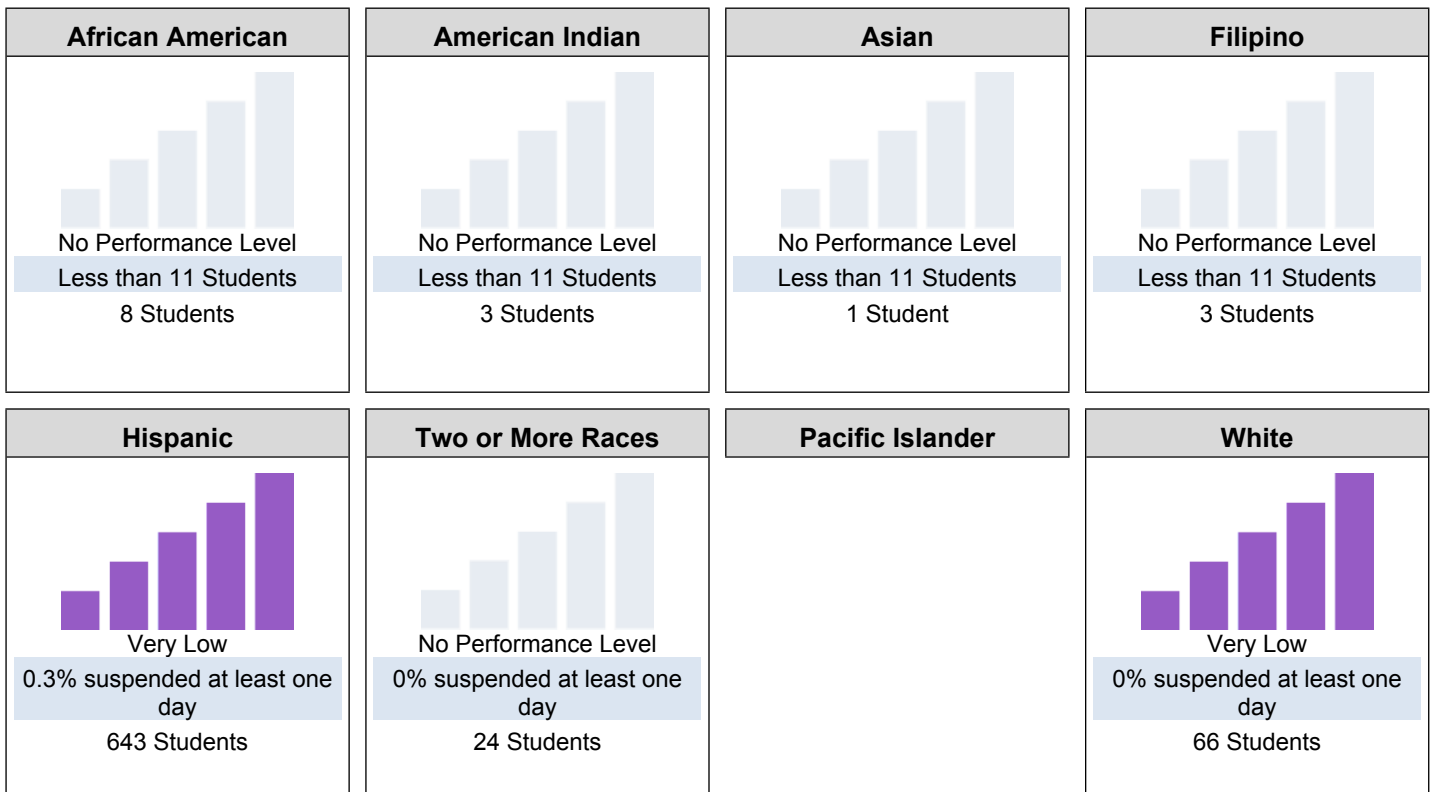 African American
No Performance Level
Less than 11 Students
8 Students
American Indian
No Performance Level
Less than 11 Students
3 Students
Asian
No Performance Level
Less than 11 Students
1 Student
Filipino
No Performance Level
Less than 11 Students
3 Students
Hispanic
Very Low
0.3% suspended at least one
day
643 Students
Two or More Races
No Performance Level
0% suspended at least one
day
24 Students
Pacific Islander
White
Very Low
0% suspended at least one
day
66 Students